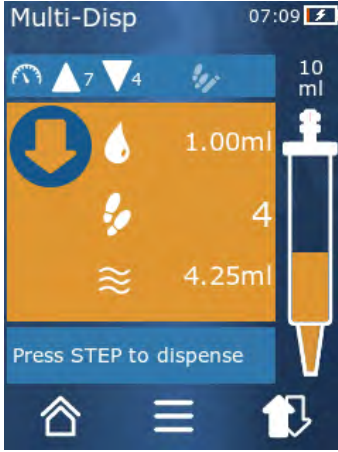 Multi-Disp 07:09
7 4
10
ml
1.00ml
4
4.25ml
Press STEP to dispense